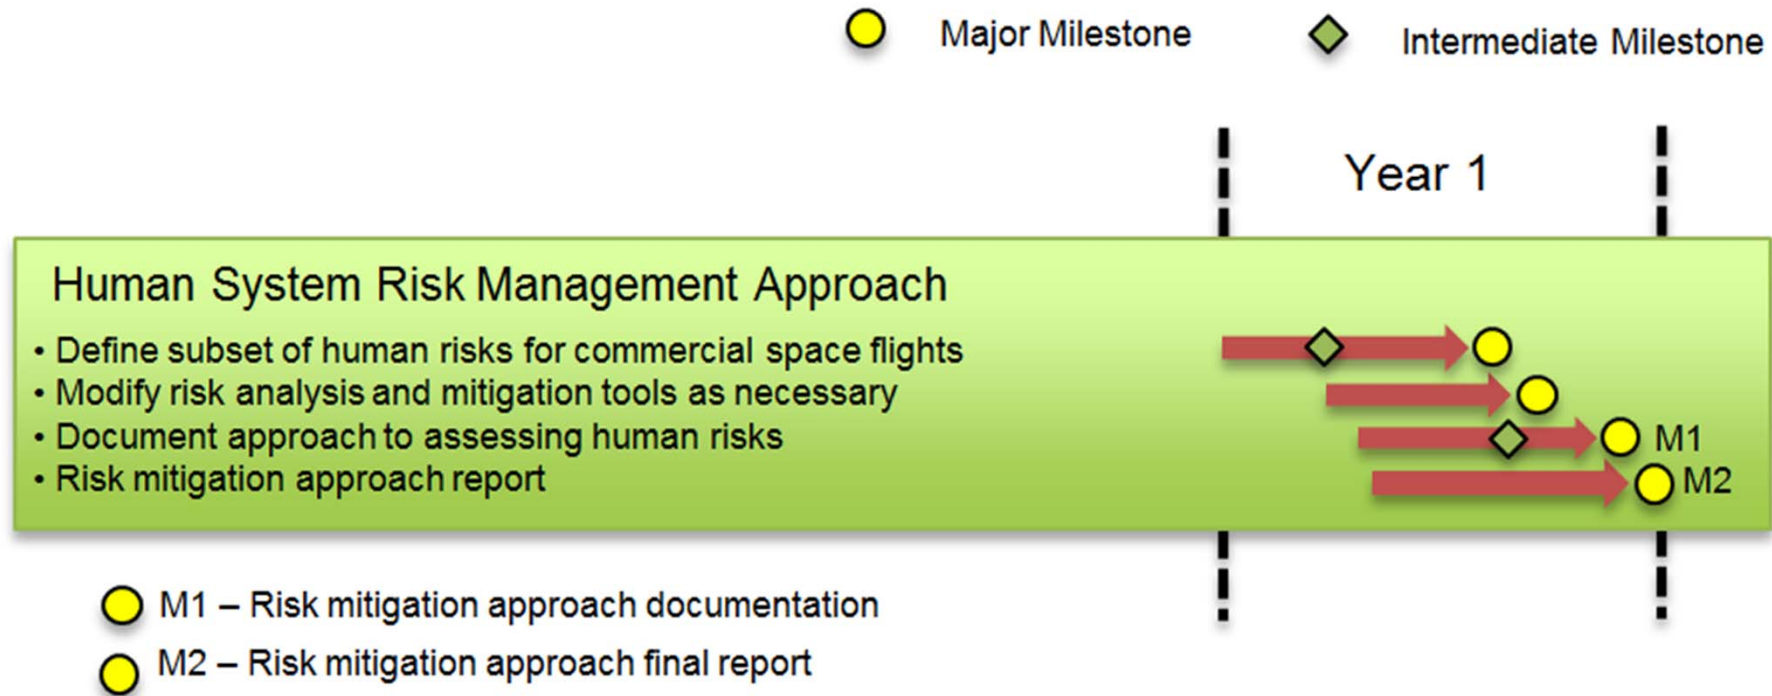 Major Milestone
Intermediate Milestone
Year 1
Human System Risk Management Approach
• Define subset of human risks for commercial space flights
• Modify risk analysis and mitigation tools as necessary
• Document approach to assessing human risks
M1
• Risk mitigation approach report
M2
M1 – Risk mitigation approach documentation
M2 – Risk mitigation approach final report